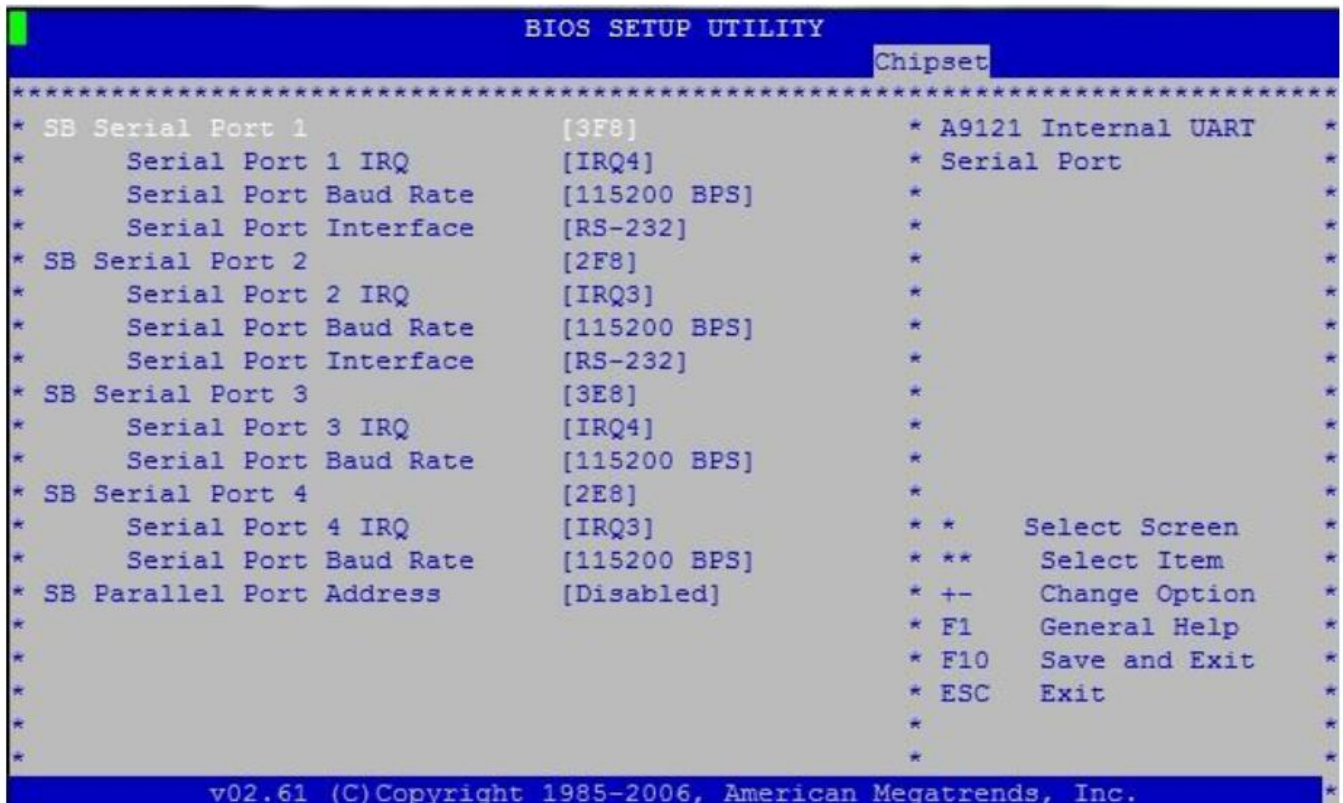 BIOS SETUP UTILITY
Chipset
********************************************************************************
* SB Serial Port 1 [3F8] * A9121 Internal UART *
* Serial Port 1 IRQ [IRQ4] * Serial Port *
* Serial Port Baud Rate [115200 BPS] * *
* Serial Port Interface [RS-232] * *
* SB Serial Port 2 [2F8] * *
* Serial Port 2 IRQ [IRQ3] * *
* Serial Port Baud Rate [115200 BPS] * *
* Serial Port Interface [RS-232] * *
* SB Serial Port 3 [3E8] * *
* Serial Port 3 IRQ [IRQ4] * *
* Serial Port Baud Rate [115200 BPS] * *
* SB Serial Port 4 [2E8] * *
* Serial Port 4 IRQ [IRQ3] * * Select Screen *
* Serial Port Baud Rate [115200 BPS] * ** Select Item *
* SB Parallel Port Address [Disabled] * +- Change Option *
* * F1 General Help *
* * F10 Save and Exit *
* * ESC Exit *
* * *
* * *
v02.61 (C)Copyright 1985-2006, American Megatrends, Inc. *